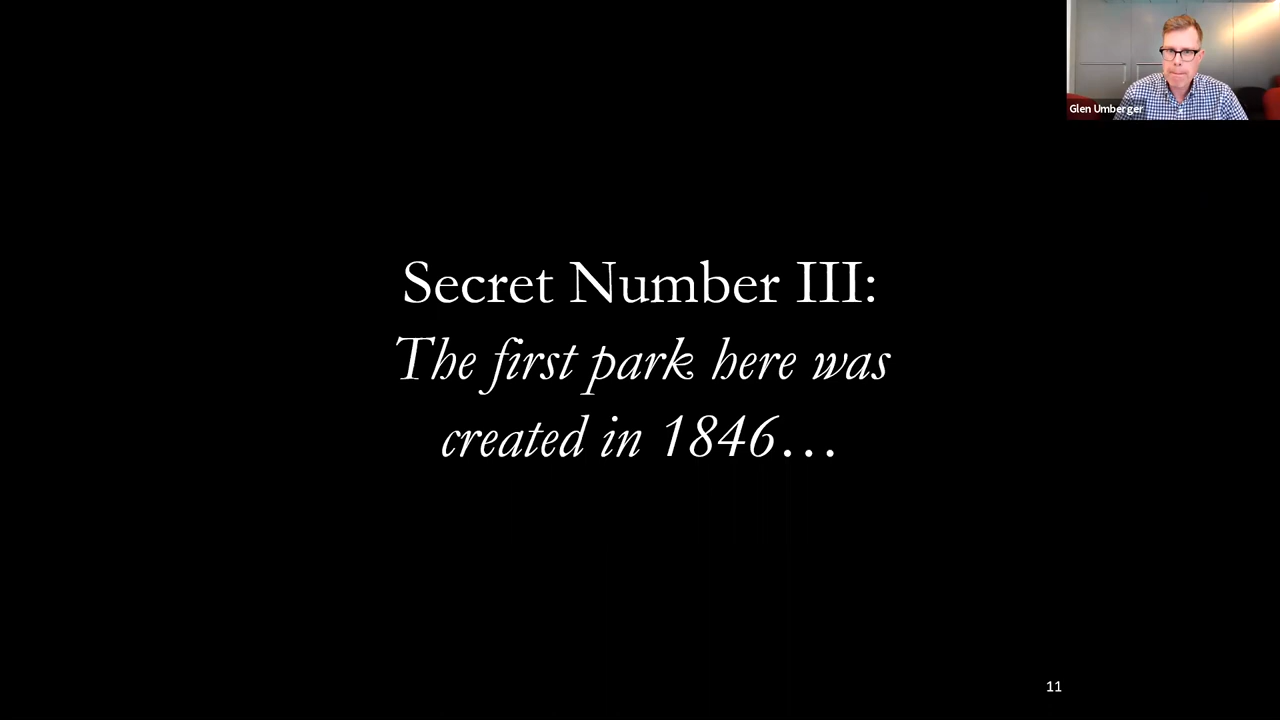 Glen Umberger
Secret Number III:
The first park here was
created in 1846...
11